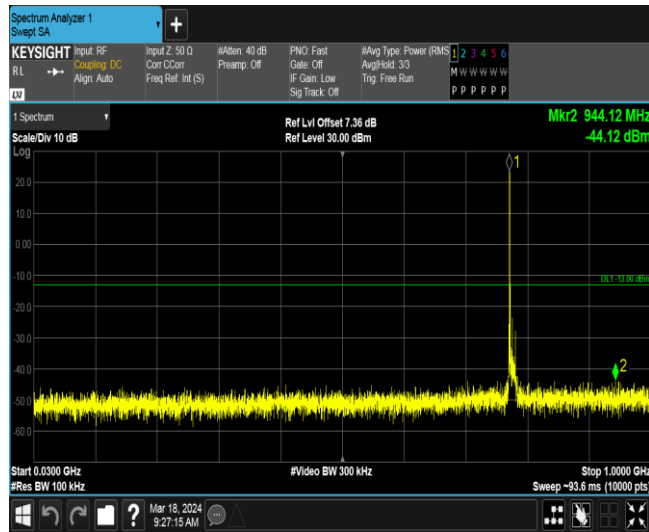 Spectrum Analyzer 1
Swept SA
KEYSIGHT
RL
LXI
Input: RF
Coupling: DC
Align: Auto
Input Z: 50 Ω
Corr CCorr
Freq Ref: Int (S)
#Atten: 40 dB
Preamp: Off
PNO: Fast
Gate: Off
IF Gain: Low
Sig Track: Off
#Avg Type: Power (RMS
Avg|Hold: 3/3
Trig: Free Run
1 2 3 4 5 6
M W W W W W
P P P P P P
1 Spectrum
Scale/Div 10 dB
Log
Ref Lvl Offset 7.36 dB
Ref Level 30.00 dBm
Mkr2 944.12 MHz
-44.12 dBm
1
20.0
10.0
0.00
-10.0
DL1 -13.00 dBm
-20.0
-30.0
-40.0
2
-50.0
-60.0
Start 0.0300 GHz
#Res BW 100 kHz
#Video BW 300 kHz
Stop 1.0000 GHz
Sweep ~93.6 ms (10000 pts)
?
Mar 18, 2024
9:27:15 AM